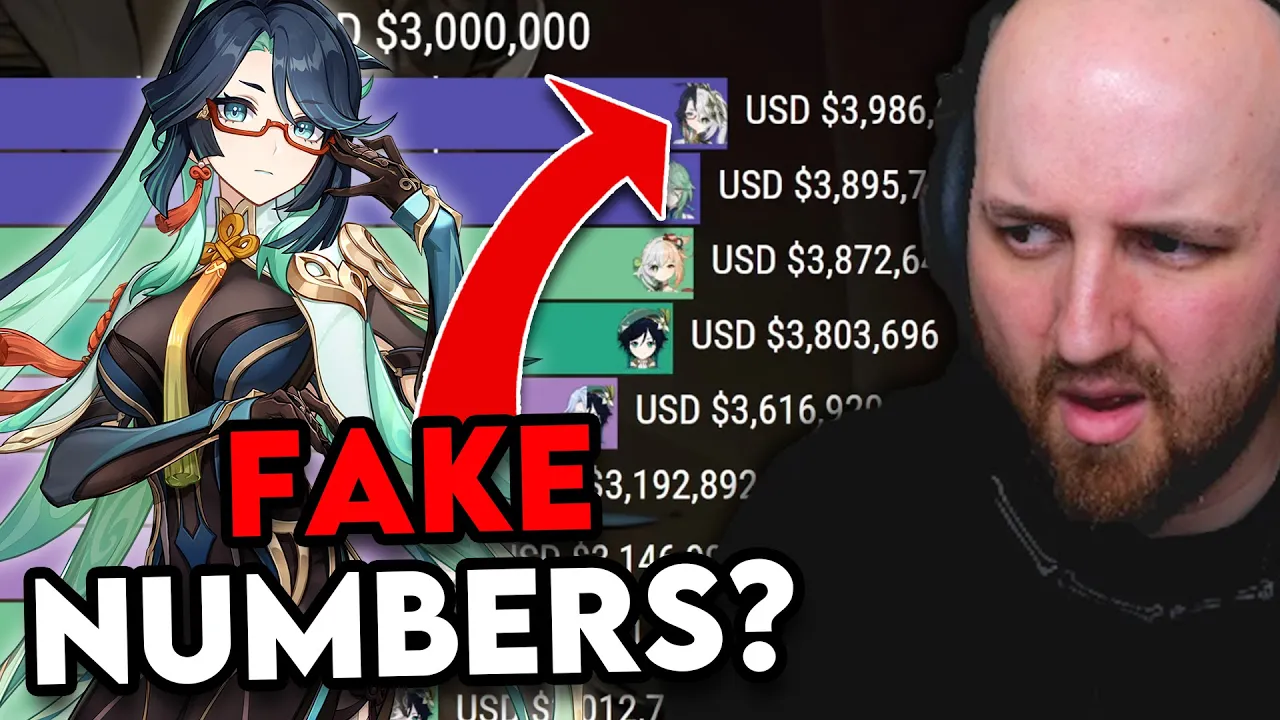 USD $3,000,000
USD $3,986,
USD $3,895,7
USD $3,872,64
USD $3,803,696
USD $3,616,920
$3,192,892
FAKE
NUMBERS?